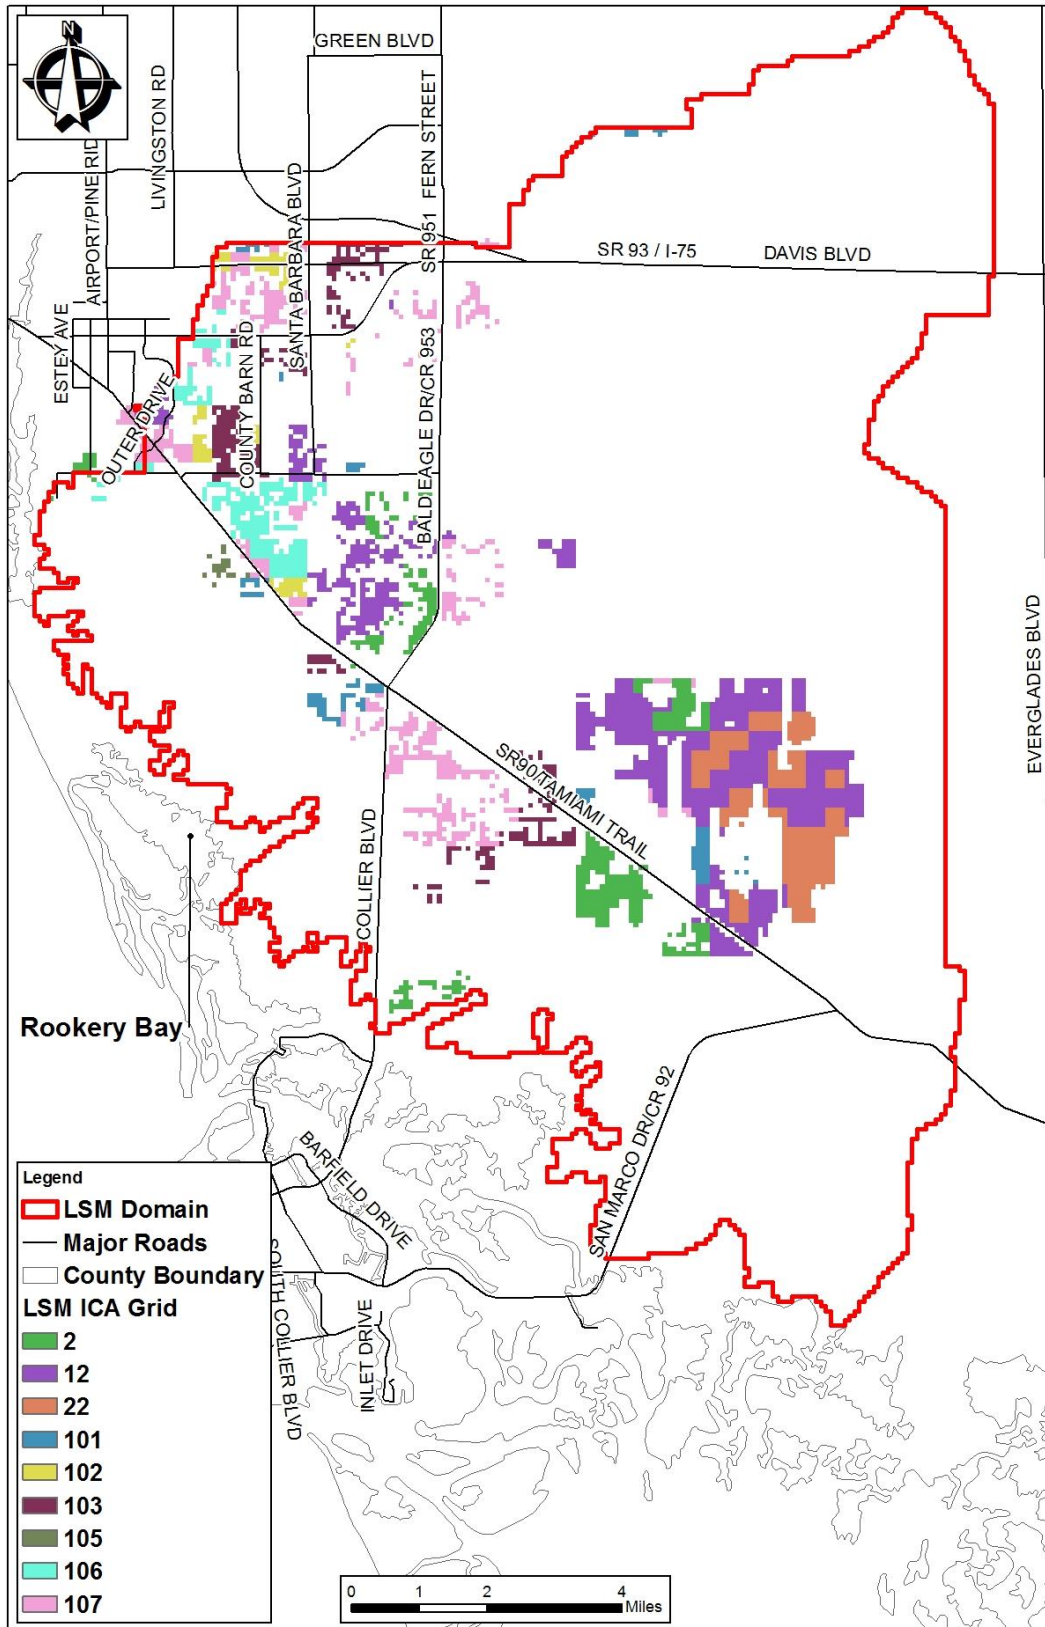 N
GREEN BLVD
LIVINGSTON RD
AIRPORT/PINE RID
SANTA BARBARA BLVD
SR 951 FERN STREET
SR 93 / I-75
DAVIS BLVD
ESTEY AVE
OUTER DRIVE
COUNTY BARN RD
BALD EAGLE DR/CR 953
EVERGLADES BLVD
SR90/TAMIAMI TRAIL
COLLIER BLVD
Rookery Bay
SAN MARCO DR/CR 92
BARFIELD DRIVE
SOUTH COLLIER BLVD
INLET DRIVE
Legend
LSM Domain
Major Roads
County Boundary
LSM ICA Grid
2
12
22
101
102
103
105
106
107
0 1 2 4
Miles